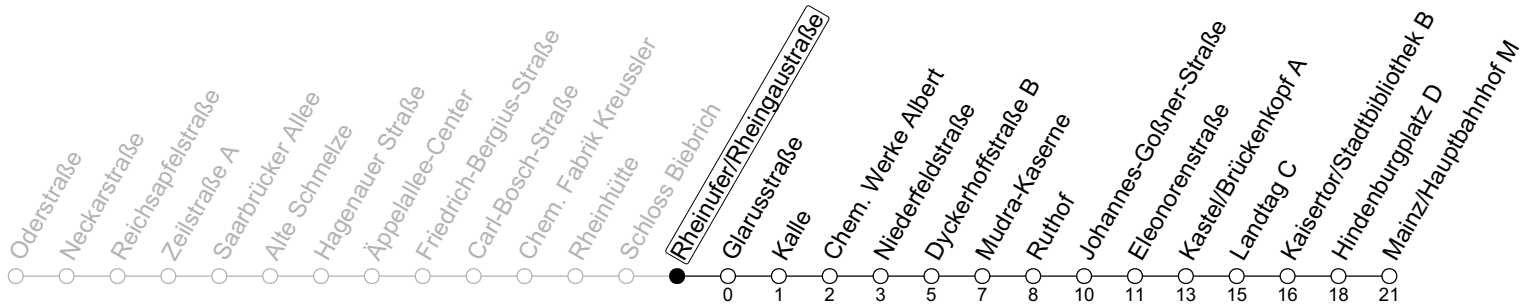 Oderstraße
Neckarstraße
Reichsapfelstraße
Zeilstraße A
Saarbrücker Allee
Alte Schmelze
Hagenauer Straße
Äppelallee-Center
Friedrich-Bergius-Straße
Carl-Bosch-Straße
Chem. Fabrik Kreussler
Rheinhütte
Schloss Biebrich
Rheinufer/Rheingaustraße
Glarusstraße
Kalle
Chem. Werke Albert
Niederfeldstraße
Dyckerhoffstraße B
Mudra-Kaserne
Ruthof
Johannes-Goßner-Straße
Eleonorenstraße
Kastel/Brückenkopf A
Landtag C
Kaisertor/Stadtbibliothek B
Hindenburgplatz D
Mainz/Hauptbahnhof M
0 1 2 3 5 7 8 10 11 13 15 16 18 21